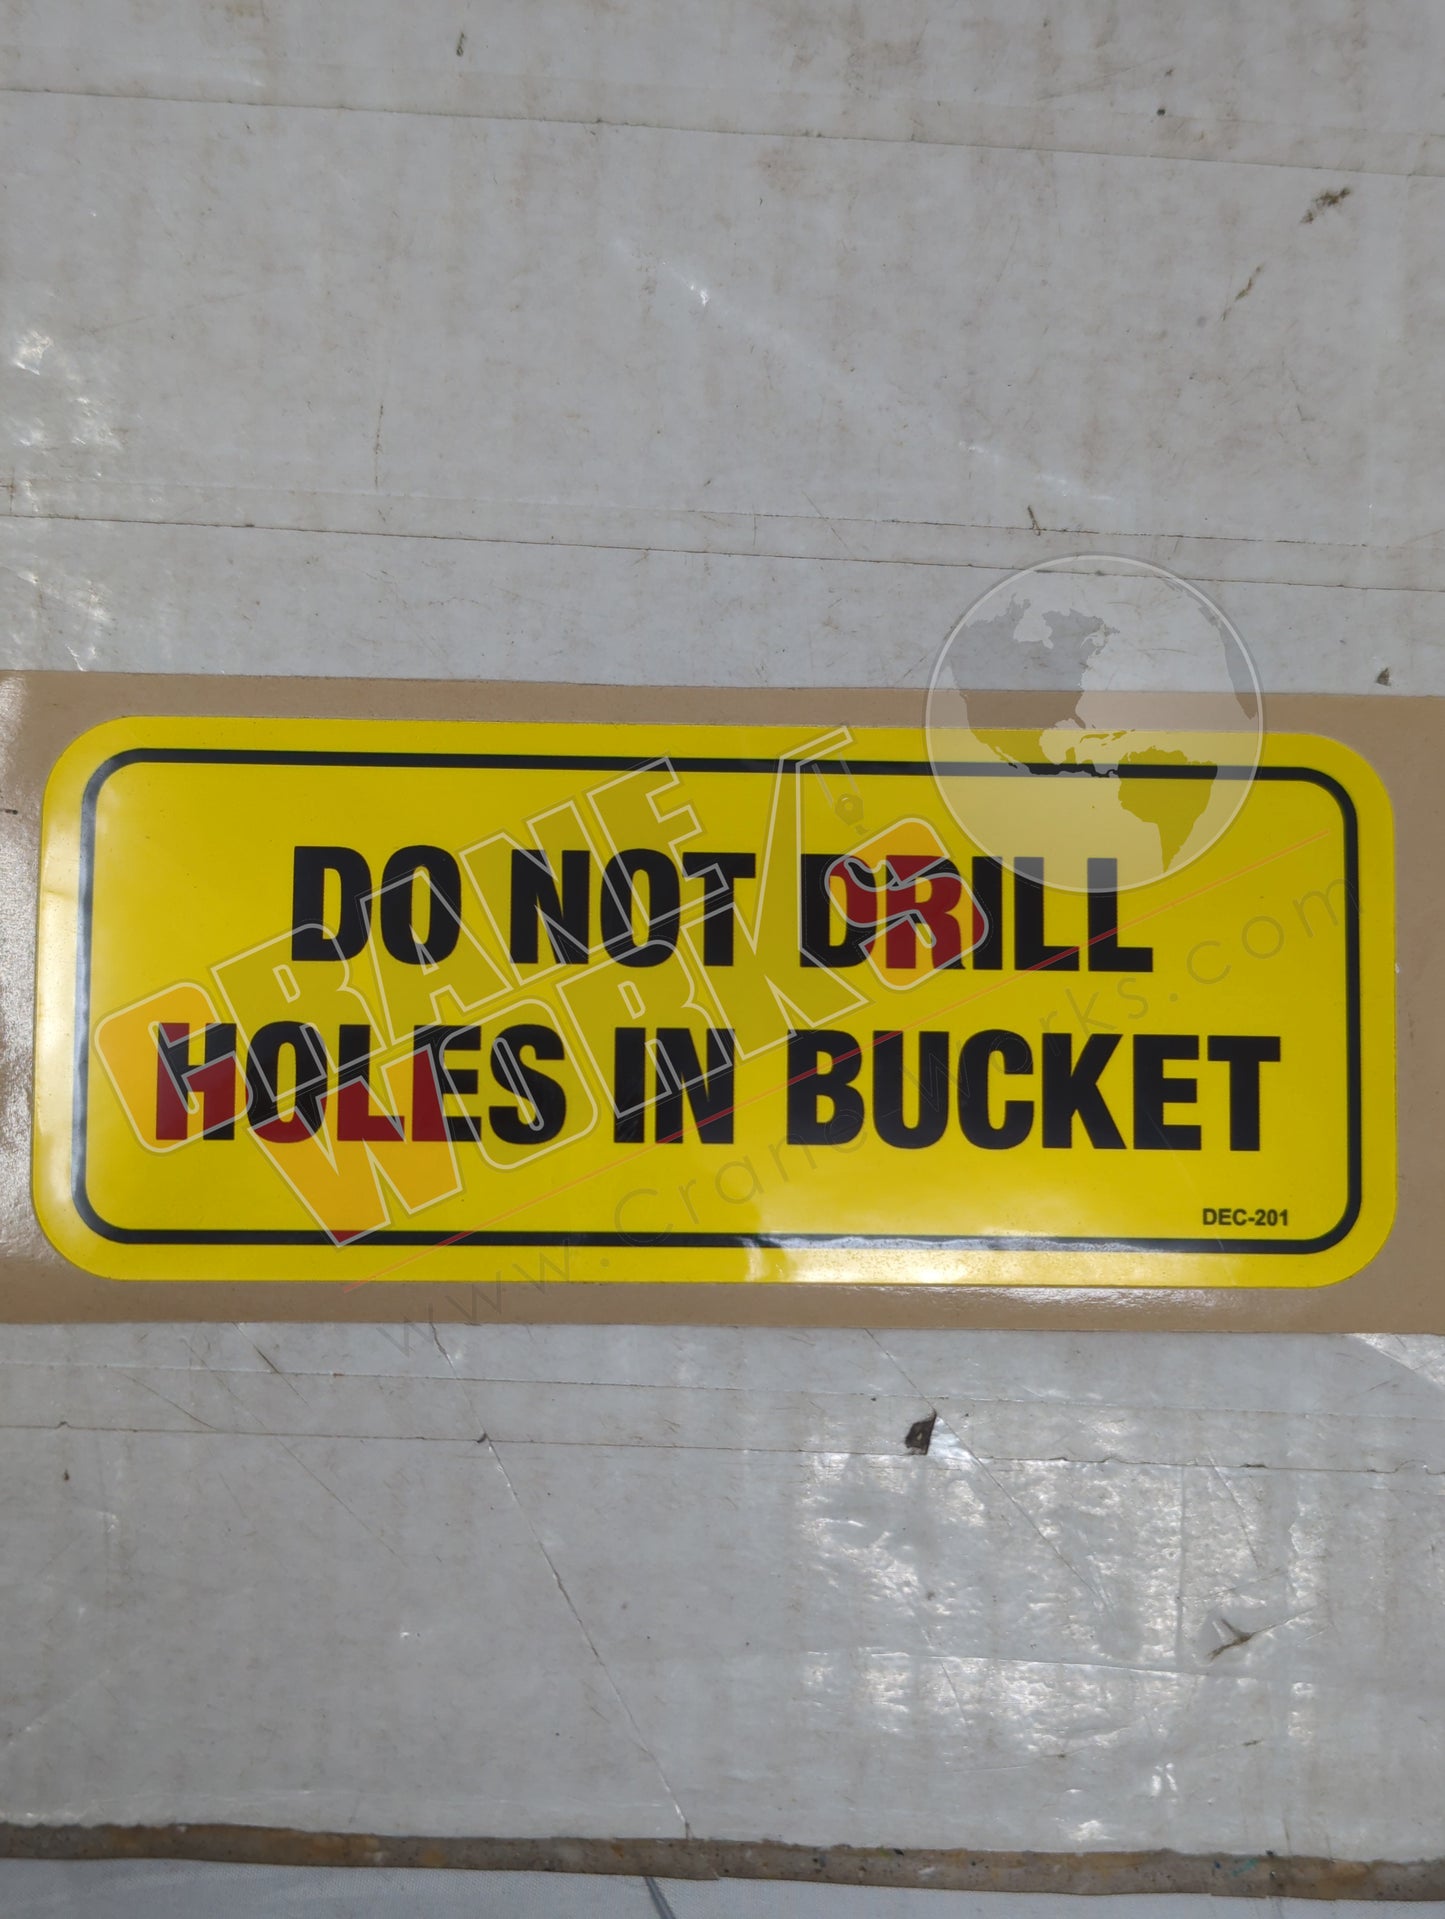 DO NOT DRILL
HOLES IN BUCKET
DEC-201
CRANE
WORKS
www.Craneworks.com